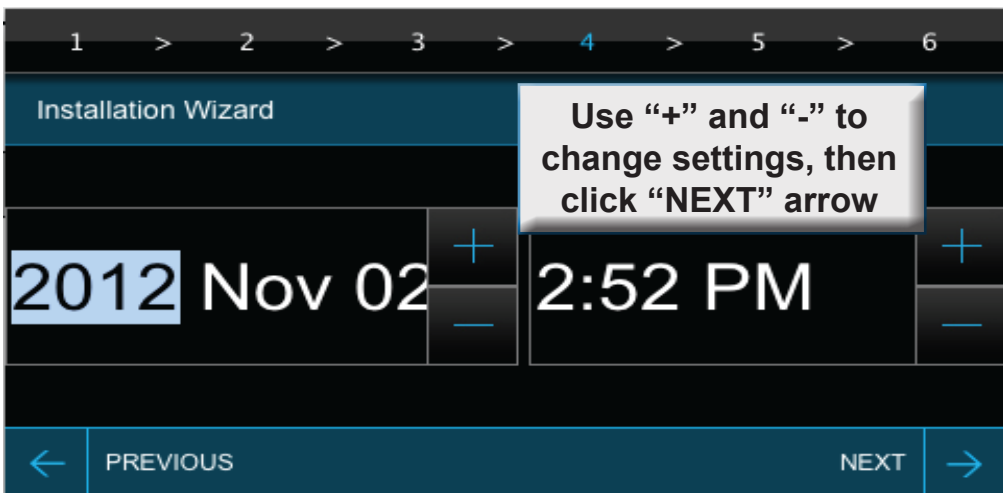 1 > 2 > 3 > 4 > 5 > 6
Installation Wizard
Use “+” and “-” to
change settings, then
click “NEXT” arrow
2012 Nov 02 + - 2:52 PM + -
← PREVIOUS NEXT →